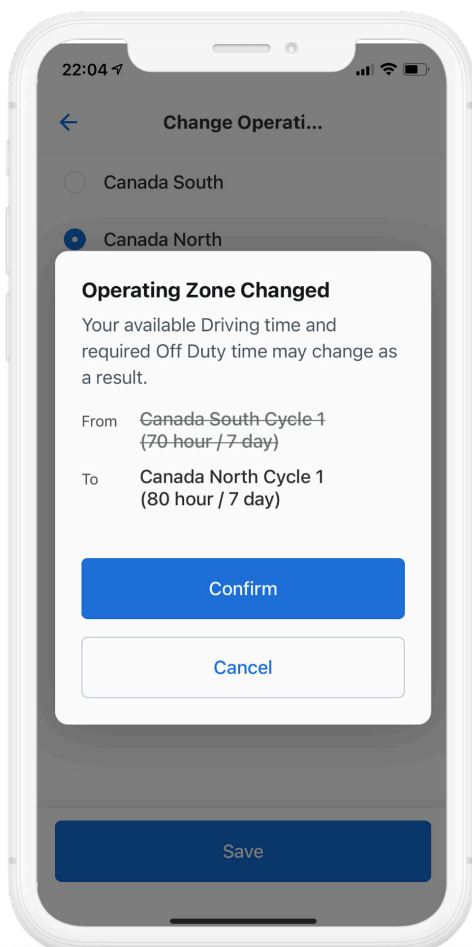 22:04
Change Operati...
Canada South
Canada North
Operating Zone Changed
Your available Driving time and
required Off Duty time may change as
a result.
From Canada South Cycle 1
(70 hour / 7 day)
To Canada North Cycle 1
(80 hour / 7 day)
Confirm
Cancel
Save